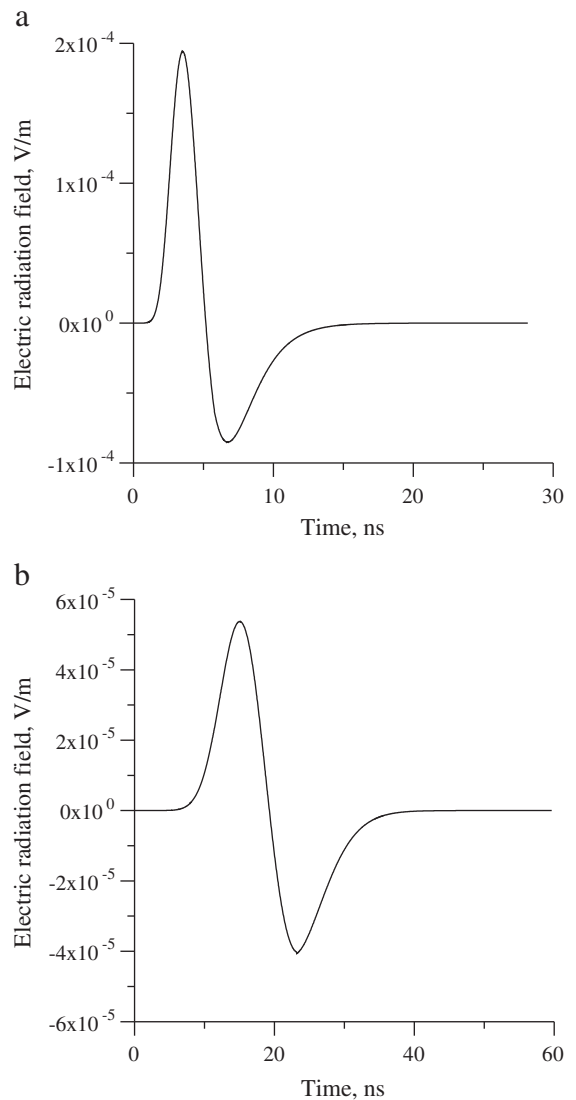 a
2x10⁻⁴
1x10⁻⁴
0x10⁰
-1x10⁻⁴
Electric radiation field, V/m
0 10 20 30
Time, ns
b
6x10⁻⁵
4x10⁻⁵
2x10⁻⁵
0x10⁰
-2x10⁻⁵
-4x10⁻⁵
-6x10⁻⁵
Electric radiation field, V/m
0 20 40 60
Time, ns